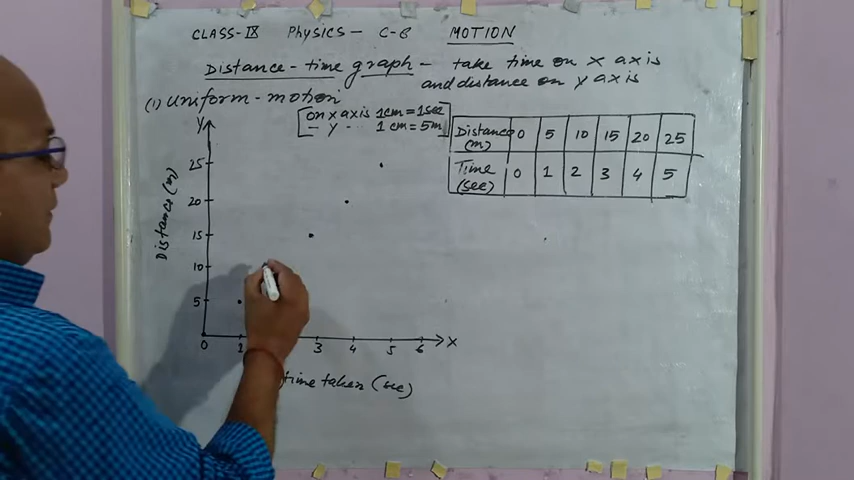 CLASS-IX Physics- C-8 MOTION
Distance-time graph- take time on X axis
and distance on Y axis
(1) Uniform-motion
on x axis 1cm=1sec
- y - 1cm=5m
Distance (m) 0 5 10 15 20 25
Time (sec) 0 1 2 3 4 5
Y
Distance (m)
25
20
15
10
5
0 1 3 4 5 6 X
time taken (sec)